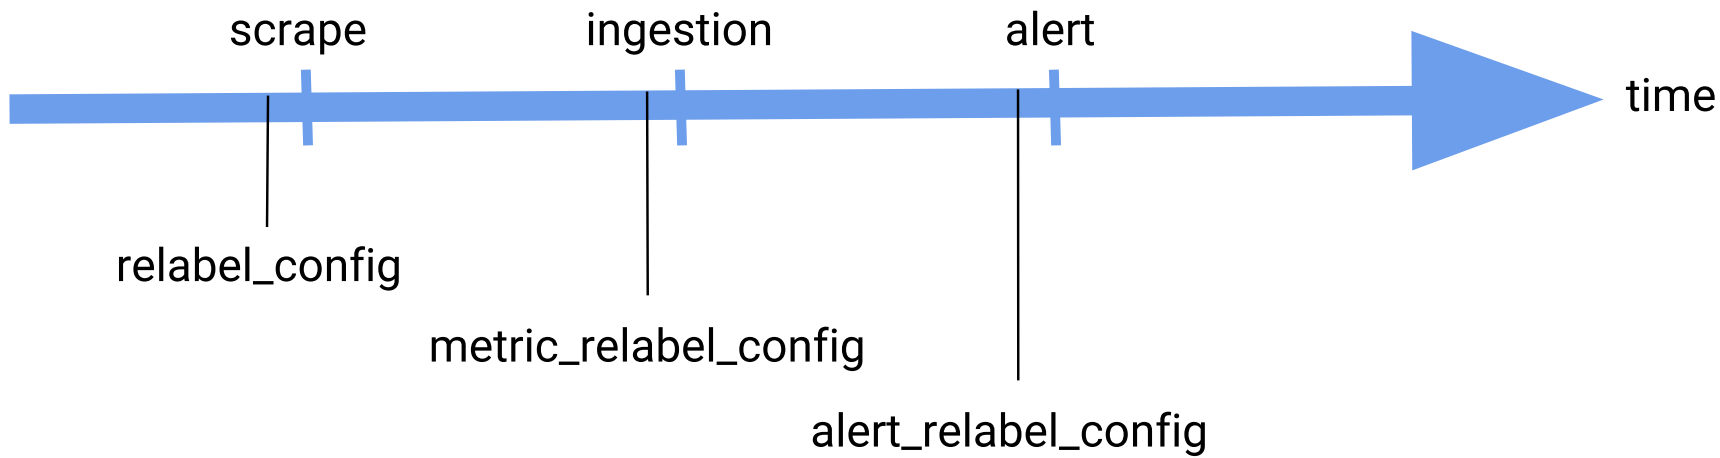 scrape
ingestion
alert
time
relabel_config
metric_relabel_config
alert_relabel_config